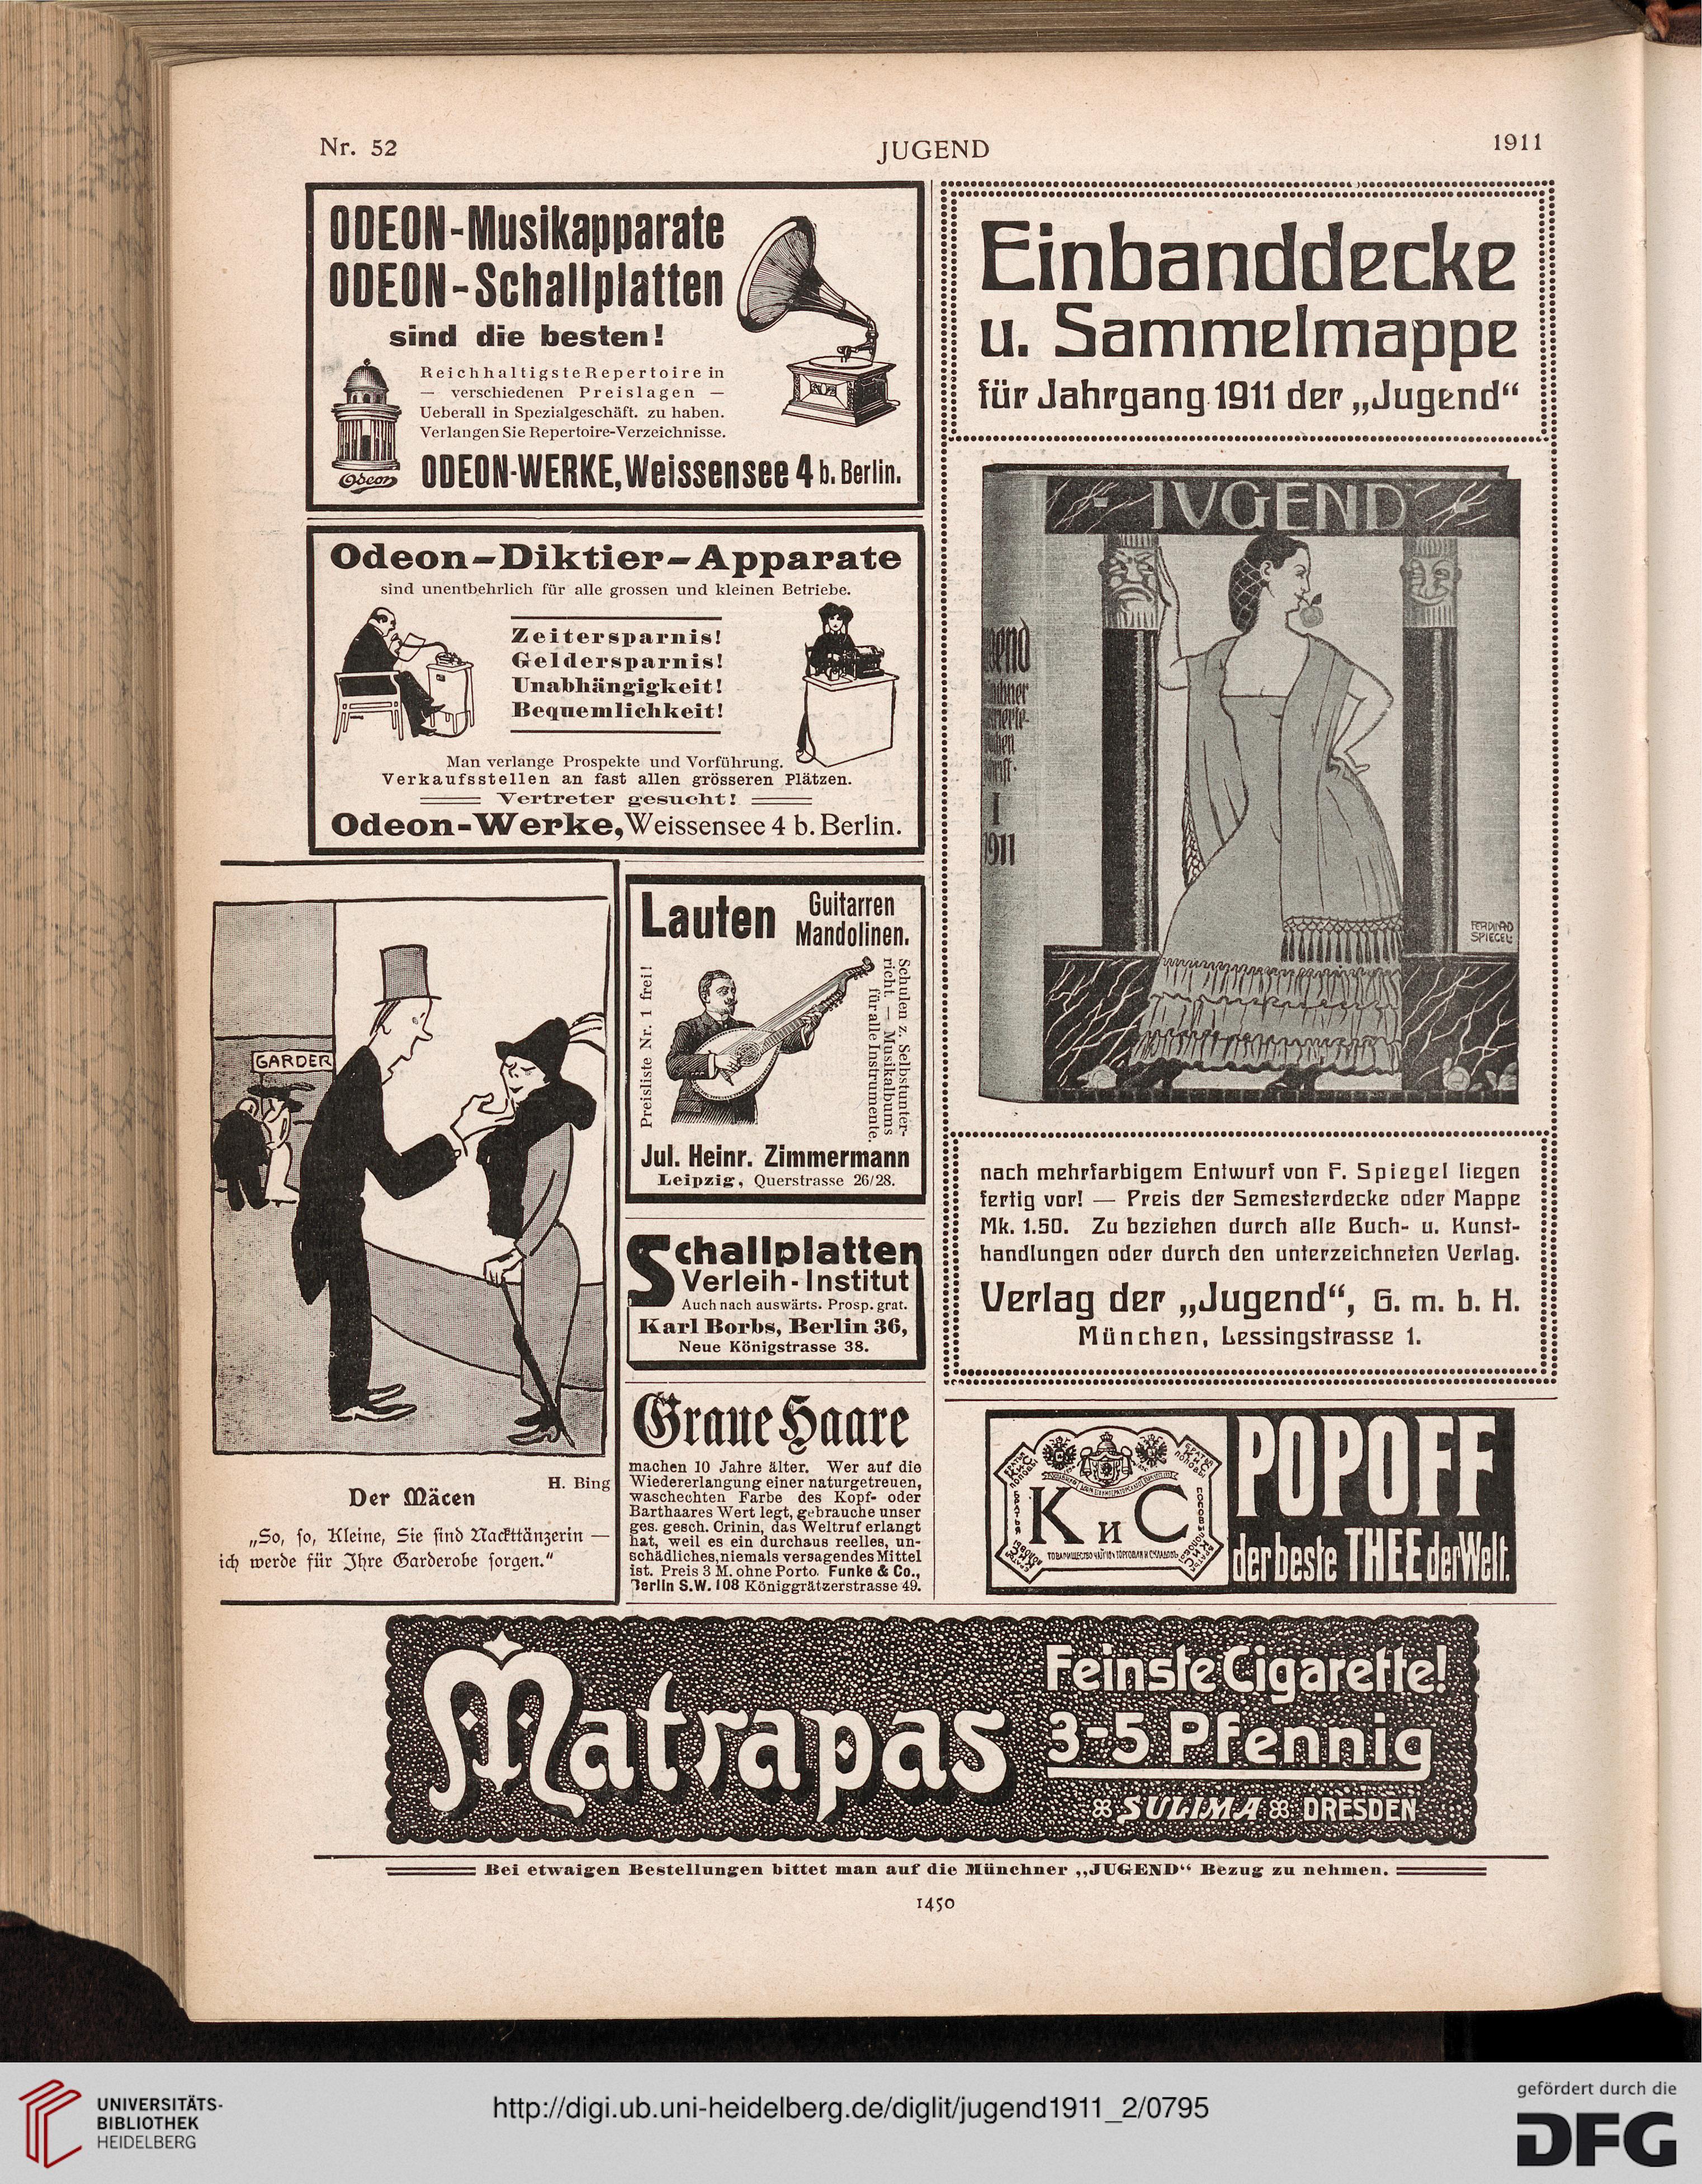 Nr. 52
JUGEND
1911
ODEON-Musikapparate
ODEON-Schallplatten
sind die besten!
Reichhaltigste Repertoire in
— verschiedenen Preislagen —
Ueberall in Spezialgeschäft. zu haben.
Verlangen Sie Repertoire-Verzeichnisse.
Odeon
ODEON-WERKE, Weissensee 4 b. Berlin.
Odeon-Diktier-Apparate
sind unentbehrlich für alle grossen und kleinen Betriebe.
Zeitersparnis!
Geldersparnis!
Unabhängigkeit!
Bequemlichkeit!
Man verlange Prospekte und Vorführung.
Verkaufsstellen an fast allen grösseren Plätzen.
Vertreter gesucht!
Odeon-Werke, Weissensee 4 b. Berlin.
GARDER
H. Bing
Der Mäcen
„So, so, Kleine, Sie sind Nackttänzerin —
ich werde für Ihre Garderobe sorgen.“
Lauten
Guitarren
Mandolinen.
Preisliste Nr. 1 frei!
Schulen z. Selbstunter-
richt. — Musikalbums
für alle Instrumente.
Jul. Heinr. Zimmermann
Leipzig, Querstrasse 26/28.
Schallplatten
Verleih-Institut
Auch nach auswärts. Prosp. grat.
Karl Borbs, Berlin 36,
Neue Königstrasse 38.
Graue Haare
machen 10 Jahre älter. Wer auf die
Wiedererlangung einer naturgetreuen,
waschechten Farbe des Kopf- oder
Barthaares Wert legt, gebrauche unser
ges. gesch. Crinin, das Weltruf erlangt
hat, weil es ein durchaus reelles, un-
schädliches, niemals versagendes Mittel
ist. Preis 3 M. ohne Porto. Funke & Co.,
Berlin S.W. 108 Königgrätzerstrasse 49.
Einbanddecke
u. Sammelmappe
für Jahrgang 1911 der „Jugend“
JVGEND
I
1911
FERDINAND
SPIEGEL
nach mehrfarbigem Entwurf von F. Spiegel liegen
fertig vor! — Preis der Semesterdecke oder Mappe
Mk. 1.50. Zu beziehen durch alle Buch- u. Kunst-
handlungen oder durch den unterzeichneten Verlag.
Verlag der „Jugend“, G. m. b. H.
München, Lessingstrasse 1.
К и С
POPOFF
der beste THEE der Welt.
Matrapas
Feinste Cigarette!
3-5 Pfennig
SULIMA DRESDEN
Bei etwaigen Bestellungen bittet man auf die Münchner „JUGEND“ Bezug zu nehmen.
1450
UNIVERSITÄTS-
BIBLIOTHEK
HEIDELBERG
http://digi.ub.uni-heidelberg.de/diglit/jugend1911_2/0795
gefördert durch die
DFG